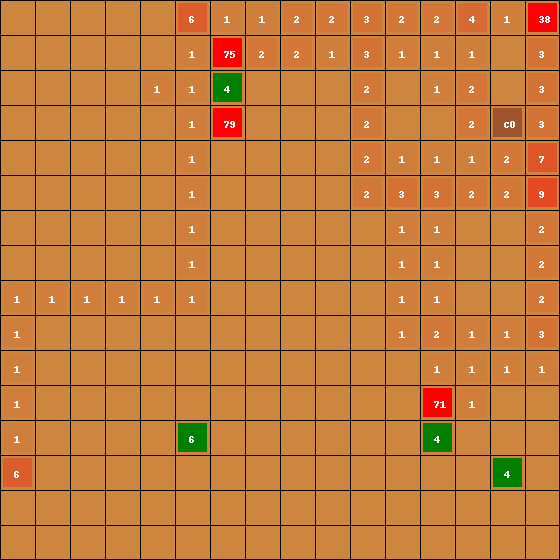 6 1 1 2 2 3 2 2 4 1 38
1 75 2 2 1 3 1 1 1 3
1 1 4 2 1 2 3
1 79 2 2 c0 3
1 2 1 1 1 2 7
1 2 3 3 2 2 9
1 1 1 2
1 1 1 2
1 1 1 1 1 1 1 1 2
1 1 2 1 1 3
1 1 1 1 1
1 71 1
1 6 4
6 4